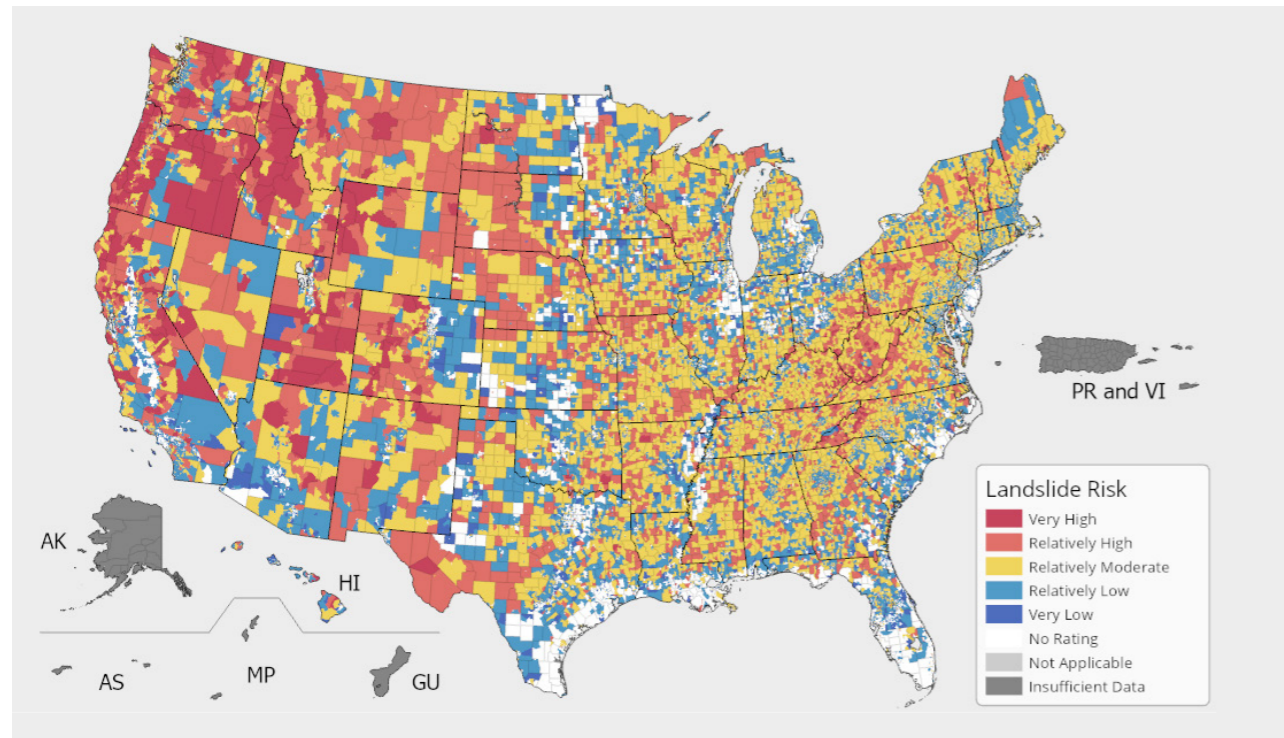 PR and VI
Landslide Risk
Very High
Relatively High
Relatively Moderate
Relatively Low
Very Low
No Rating
Not Applicable
Insufficient Data
AK
HI
AS
MP
GU